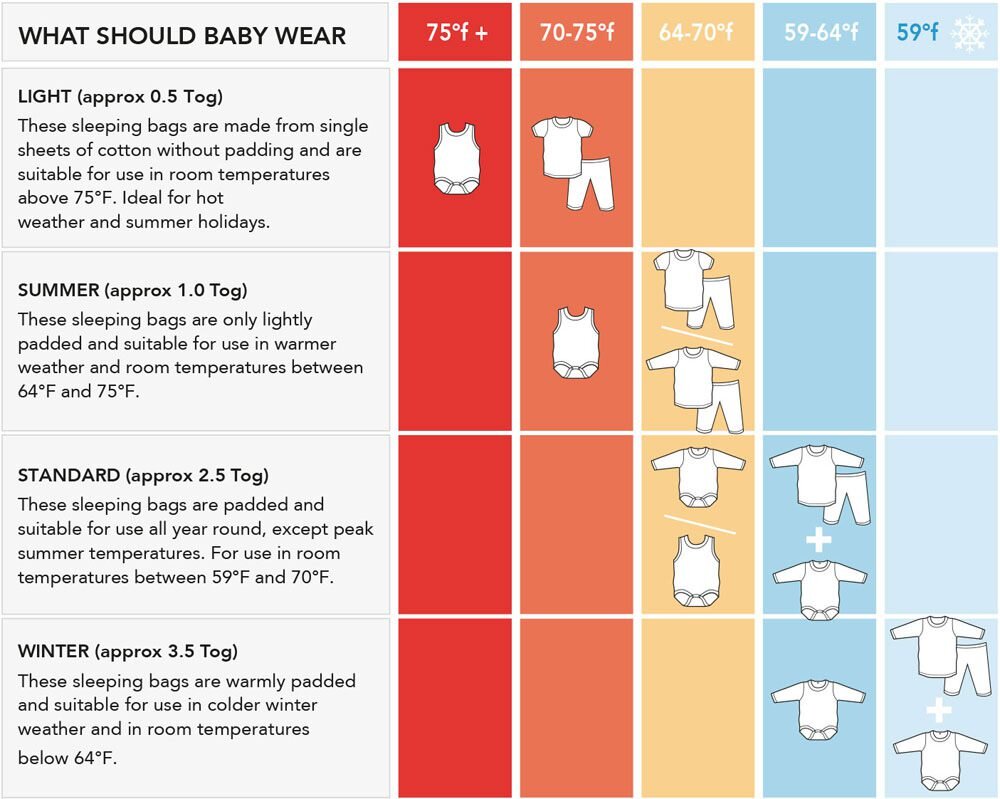 WHAT SHOULD BABY WEAR
75°f +
70-75°f
64-70°f
59-64°f
59°f
LIGHT (approx 0.5 Tog)
These sleeping bags are made from single
sheets of cotton without padding and are
suitable for use in room temperatures
above 75°F. Ideal for hot
weather and summer holidays.
SUMMER (approx 1.0 Tog)
These sleeping bags are only lightly
padded and suitable for use in warmer
weather and room temperatures between
64°F and 75°F.
STANDARD (approx 2.5 Tog)
These sleeping bags are padded and
suitable for use all year round, except peak
summer temperatures. For use in room
temperatures between 59°F and 70°F.
WINTER (approx 3.5 Tog)
These sleeping bags are warmly padded
and suitable for use in colder winter
weather and in room temperatures
below 64°F.